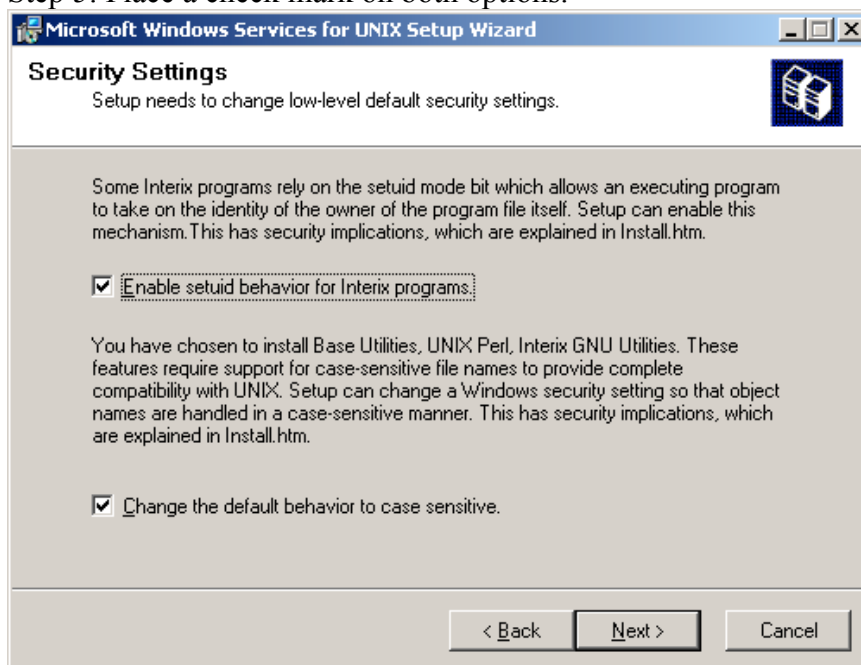 Step 5: Place a check mark on both options.
Microsoft Windows Services for UNIX Setup Wizard
Security Settings
Setup needs to change low-level default security settings.
Some Interix programs rely on the setuid mode bit which allows an executing program
to take on the identity of the owner of the program file itself. Setup can enable this
mechanism.This has security implications, which are explained in Install.htm.
Enable setuid behavior for Interix programs.
You have chosen to install Base Utilities, UNIX Perl, Interix GNU Utilities. These
features require support for case-sensitive file names to provide complete
compatibility with UNIX. Setup can change a Windows security setting so that object
names are handled in a case-sensitive manner. This has security implications, which
are explained in Install.htm.
Change the default behavior to case sensitive.
< Back Next > Cancel